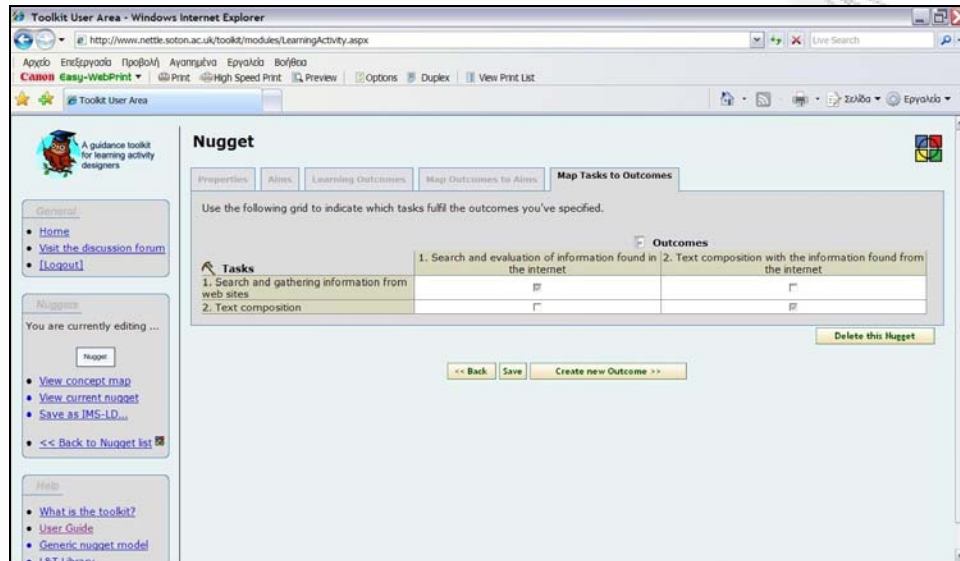 Toolkit User Area - Windows Internet Explorer
http://www.nettle.soton.ac.uk/toolkit/modules/LearningActivity.aspx
Live Search
Αρχείο Επεξεργασία Προβολή Αγαπημένα Εργαλεία Βοήθεια
Canon Easy-WebPrint Print High Speed Print Preview Options Duplex View Print List
Toolkit User Area
Σελίδα Εργαλεία
A guidance toolkit
for learning activity
designers
General
Home
Visit the discussion forum
[Logout]
Nuggets
You are currently editing ...
Nugget
View concept map
View current nugget
Save as IMS-LD...
<< Back to Nugget list
Help
What is the toolkit?
User Guide
Generic nugget model
L&T Library
Nugget
Properties Aims Learning Outcomes Map Outcomes to Aims Map Tasks to Outcomes
Use the following grid to indicate which tasks fulfil the outcomes you've specified.
Outcomes
Tasks
1. Search and evaluation of information found in
the internet
2. Text composition with the information found from
the internet
1. Search and gathering information from
web sites
2. Text composition
Delete this Nugget
<< Back Save Create new Outcome >>